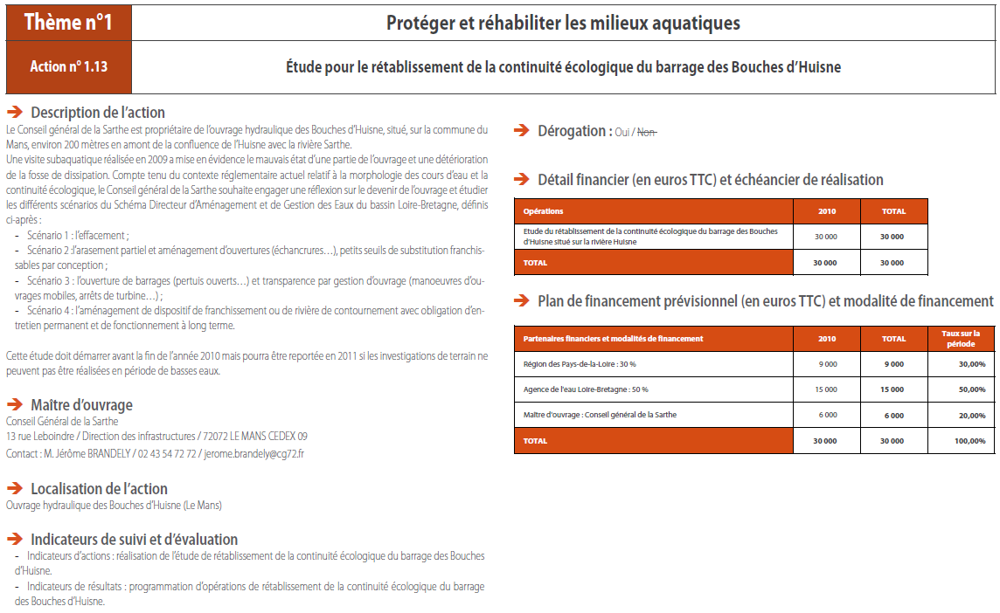 Thème n°1
Protéger et réhabiliter les milieux aquatiques
Action n° 1.13
Étude pour le rétablissement de la continuité écologique du barrage des Bouches d’Huisne
Description de l’action
Le Conseil général de la Sarthe est propriétaire de l’ouvrage hydraulique des Bouches d’Huisne, situé, sur la commune du
Mans, environ 200 mètres en amont de la confluence de l’Huisne avec la rivière Sarthe.
Une visite subaquatique réalisée en 2009 a mise en évidence le mauvais état d’une partie de l’ouvrage et une détérioration
de la fosse de dissipation. Compte tenu du contexte réglementaire actuel relatif à la morphologie des cours d’eau et la
continuité écologique, le Conseil général de la Sarthe souhaite engager une réflexion sur le devenir de l’ouvrage et étudier
les différents scénarios du Schéma Directeur d’Aménagement et de Gestion des Eaux du bassin Loire-Bretagne, définis
ci-après :
- Scénario 1 : l’effacement ;
- Scénario 2 :l’arasement partiel et aménagement d’ouvertures (échancrures…), petits seuils de substitution franchis-
sables par conception ;
- Scénario 3 : l’ouverture de barrages (pertuis ouverts…) et transparence par gestion d’ouvrage (manoeuvres d’ou-
vrages mobiles, arrêts de turbine…) ;
- Scénario 4 : l’aménagement de dispositif de franchissement ou de rivière de contournement avec obligation d’en-
tretien permanent et de fonctionnement à long terme.
Cette étude doit démarrer avant la fin de l’année 2010 mais pourra être reportée en 2011 si les investigations de terrain ne
peuvent pas être réalisées en période de basses eaux.
Maître d’ouvrage
Conseil Général de la Sarthe
13 rue Leboindre / Direction des infrastructures / 72072 LE MANS CEDEX 09
Contact : M. Jérôme BRANDELY / 02 43 54 72 72 / jerome.brandely@cg72.fr
Localisation de l’action
Ouvrage hydraulique des Bouches d’Huisne (Le Mans)
Indicateurs de suivi et d’évaluation
- Indicateurs d’actions : réalisation de l’étude de rétablissement de la continuité écologique du barrage des Bouches
d’Huisne.
- Indicateurs de résultats : programmation d’opérations de rétablissement de la continuité écologique du barrage
des Bouches d’Huisne.
Dérogation : Oui / Non
Détail financier (en euros TTC) et échéancier de réalisation
Opérations 2010 TOTAL
Etude du rétablissement de la continuité écologique du barrage des Bouches
d’Huisne situé sur la rivière Huisne 30 000 30 000
TOTAL 30 000 30 000
Plan de financement prévisionnel (en euros TTC) et modalité de financement
Partenaires financiers et modalités de financement 2010 TOTAL Taux sur la
période
Région des Pays-de-la-Loire : 30 % 9 000 9 000 30,00%
Agence de l’eau Loire-Bretagne : 50 % 15 000 15 000 50,00%
Maître d’ouvrage : Conseil général de la Sarthe 6 000 6 000 20,00%
TOTAL 30 000 30 000 100,00%